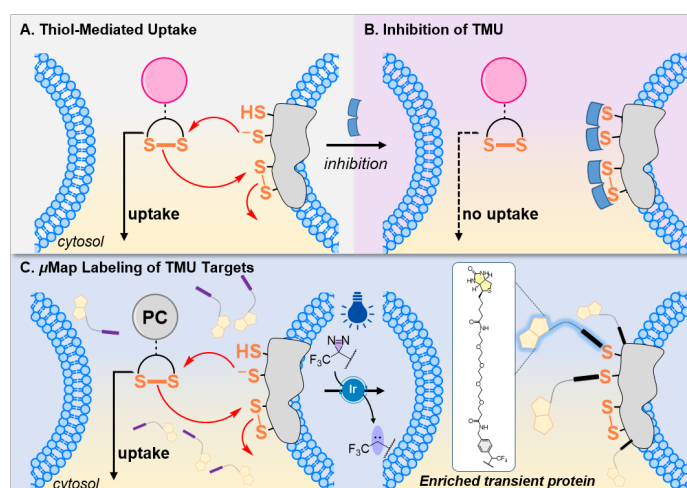 A. Thiol-Mediated Uptake
B. Inhibition of TMU
HS
–S
S
S
S–S
uptake
cytosol
inhibition
S–S
no uptake
S
S
S
S
C. μMap Labeling of TMU Targets
PC
S–S
uptake
cytosol
HS
–S
S
S
N=N
F3C
Ir
F3C
O
HN
NH
H
H
S
O
NH
O
O
O
O
O
NH
CF3
S
S
S
S
Enriched transient protein